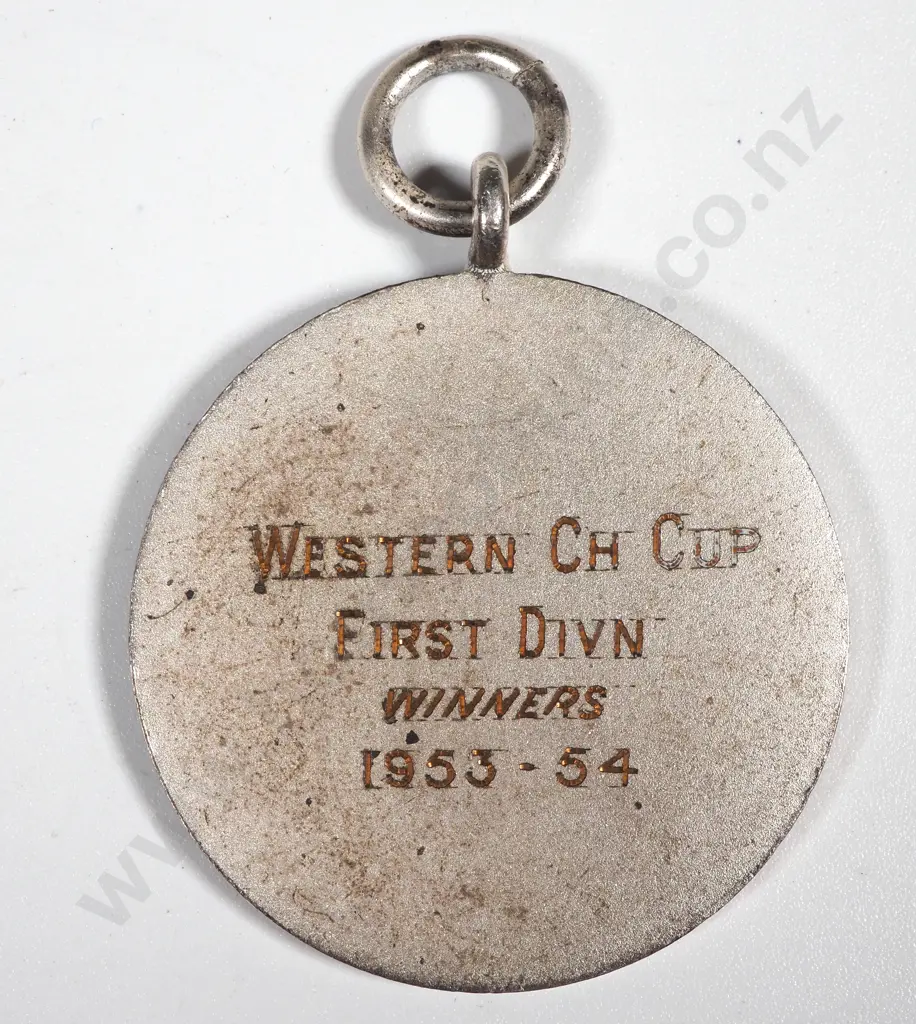 WESTERN CH CUP
FIRST DIVN
WINNERS
1953 - 54